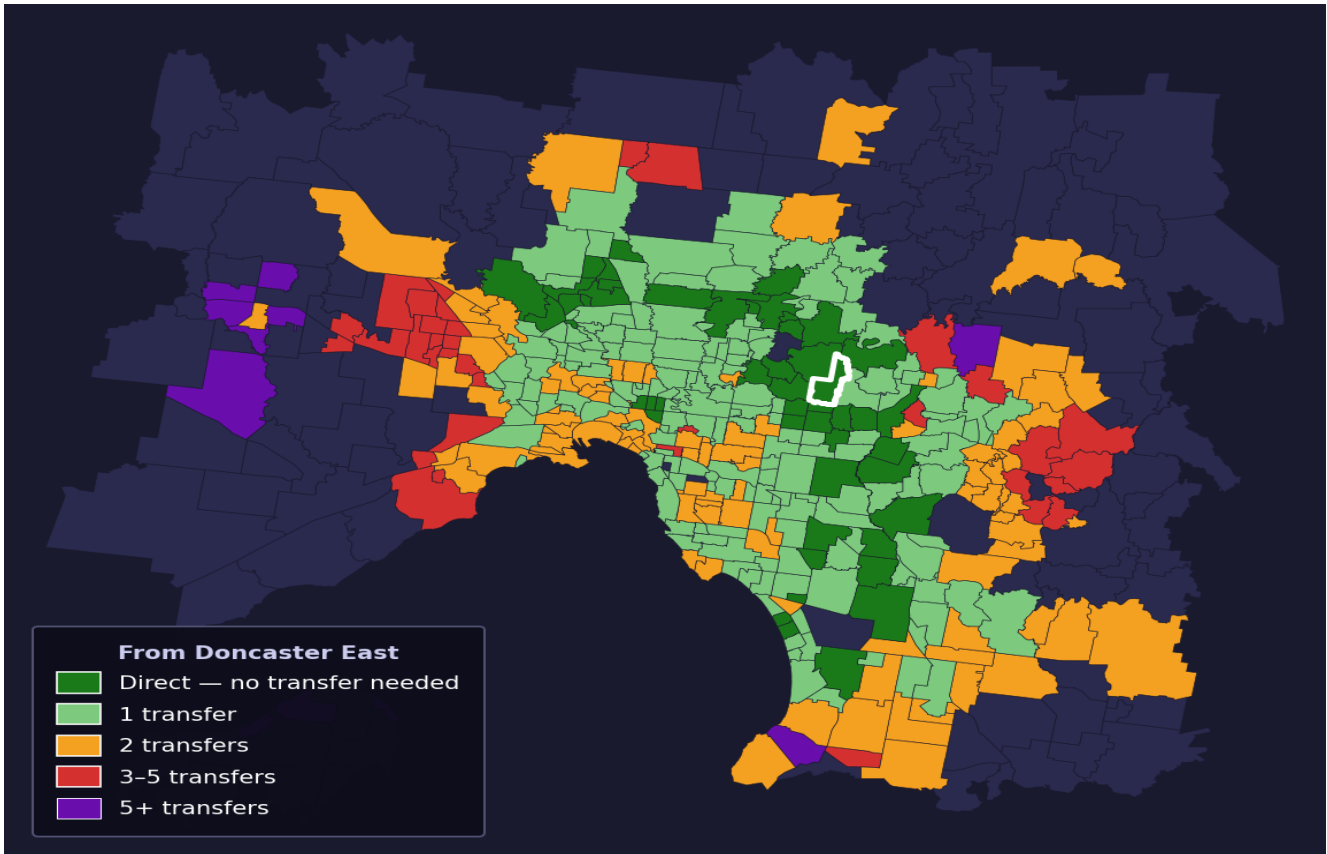 From Doncaster East
Direct — no transfer needed
1 transfer
2 transfers
3–5 transfers
5+ transfers